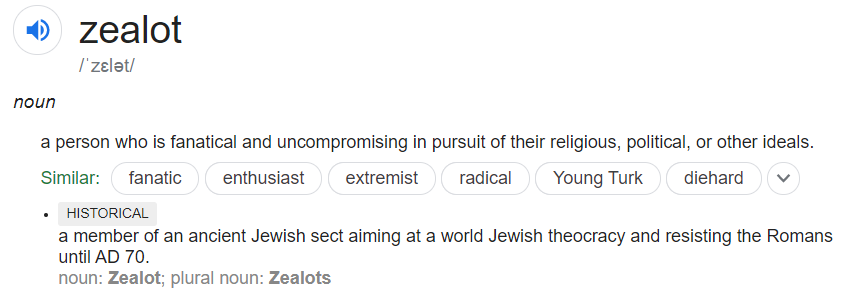 zealot
/ˈzɛlət/
noun
a person who is fanatical and uncompromising in pursuit of their religious, political, or other ideals.
Similar: fanatic enthusiast extremist radical Young Turk diehard
• HISTORICAL
a member of an ancient Jewish sect aiming at a world Jewish theocracy and resisting the Romans
until AD 70.
noun: Zealot; plural noun: Zealots